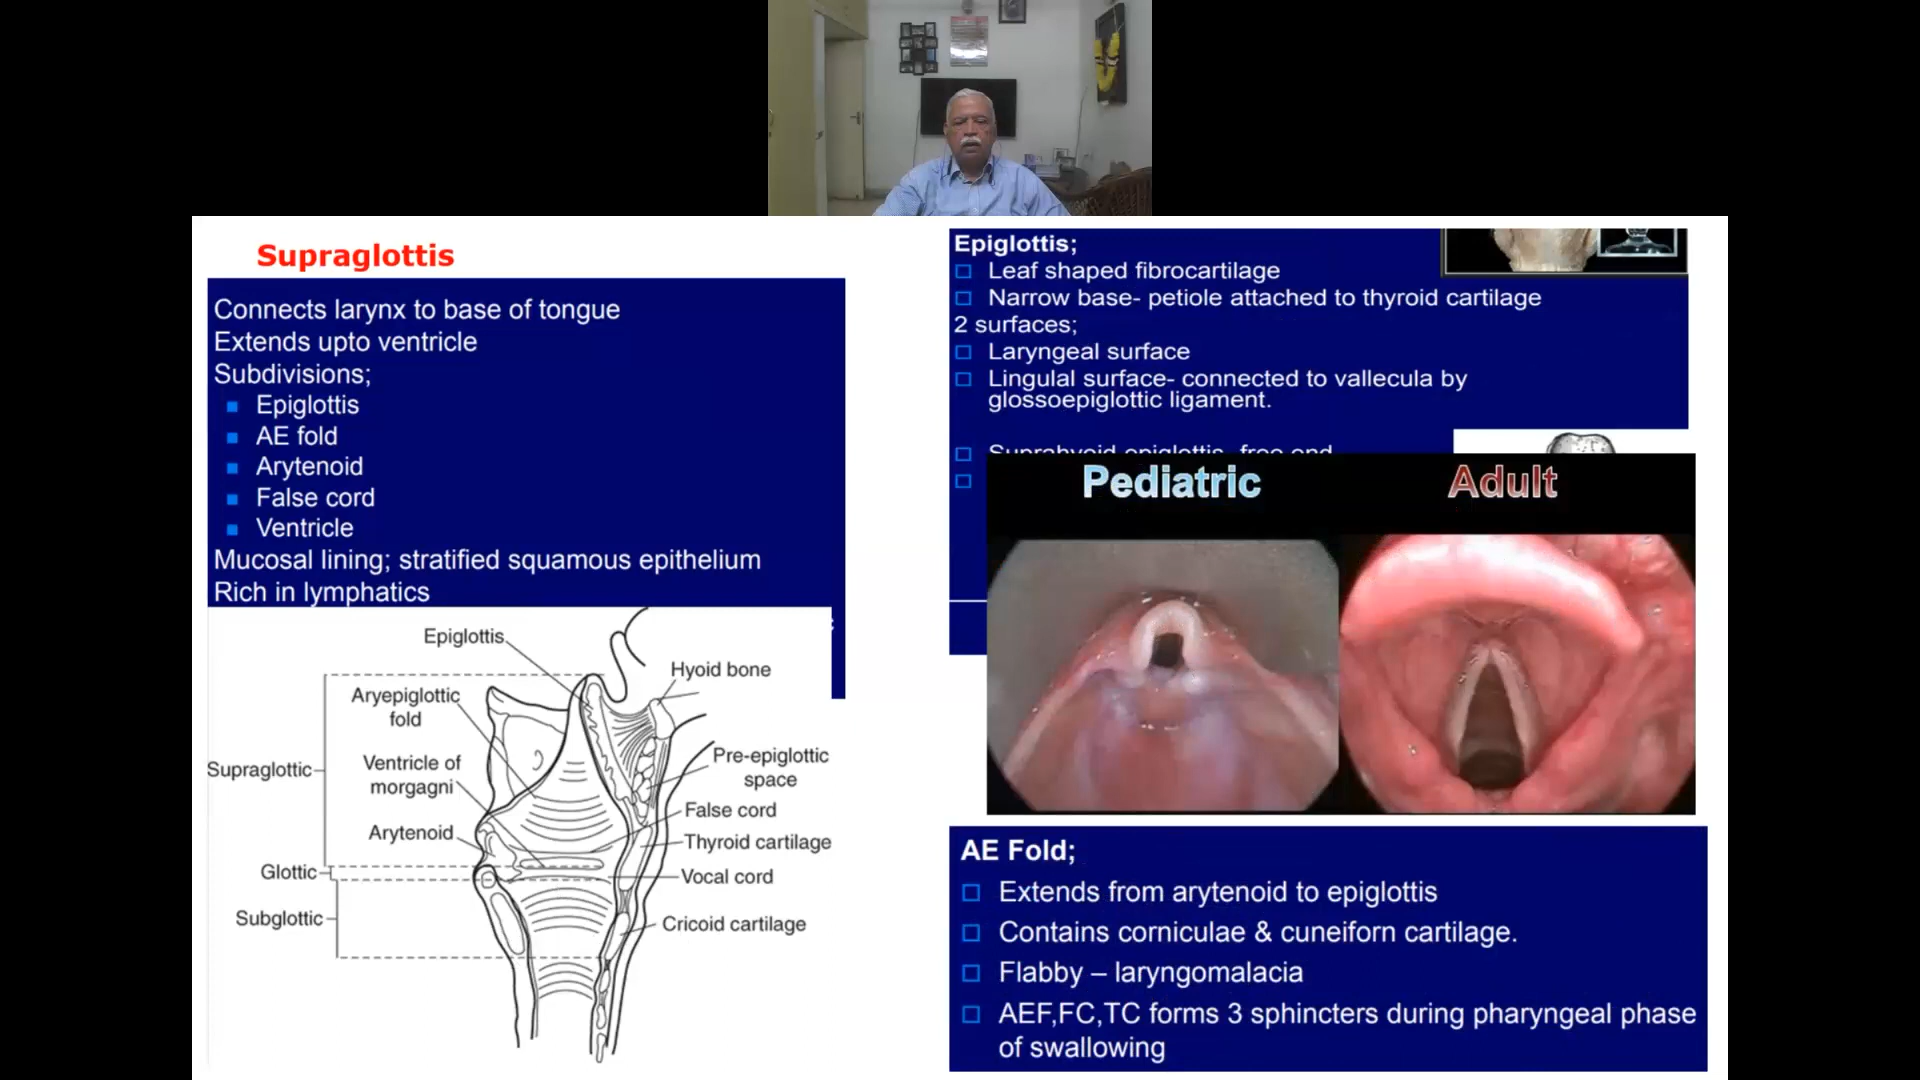 Supraglottis
Connects larynx to base of tongue
Extends upto ventricle
Subdivisions;
Epiglottis
AE fold
Arytenoid
False cord
Ventricle
Mucosal lining; stratified squamous epithelium
Rich in lymphatics
Epiglottis
Hyoid bone
Aryepiglottic
fold
Ventricle of
morgagni
Pre-epiglottic
space
Supraglottic
False cord
Arytenoid
Thyroid cartilage
Glottic
Vocal cord
Subglottic
Cricoid cartilage
Epiglottis;
Leaf shaped fibrocartilage
Narrow base- petiole attached to thyroid cartilage
2 surfaces;
Laryngeal surface
Lingulal surface- connected to vallecula by
glossoepiglottic ligament.
Suprahyoid epiglottis- free end
Pediatric
Adult
AE Fold;
Extends from arytenoid to epiglottis
Contains corniculae & cuneiforn cartilage.
Flabby – laryngomalacia
AEF,FC,TC forms 3 sphincters during pharyngeal phase
of swallowing